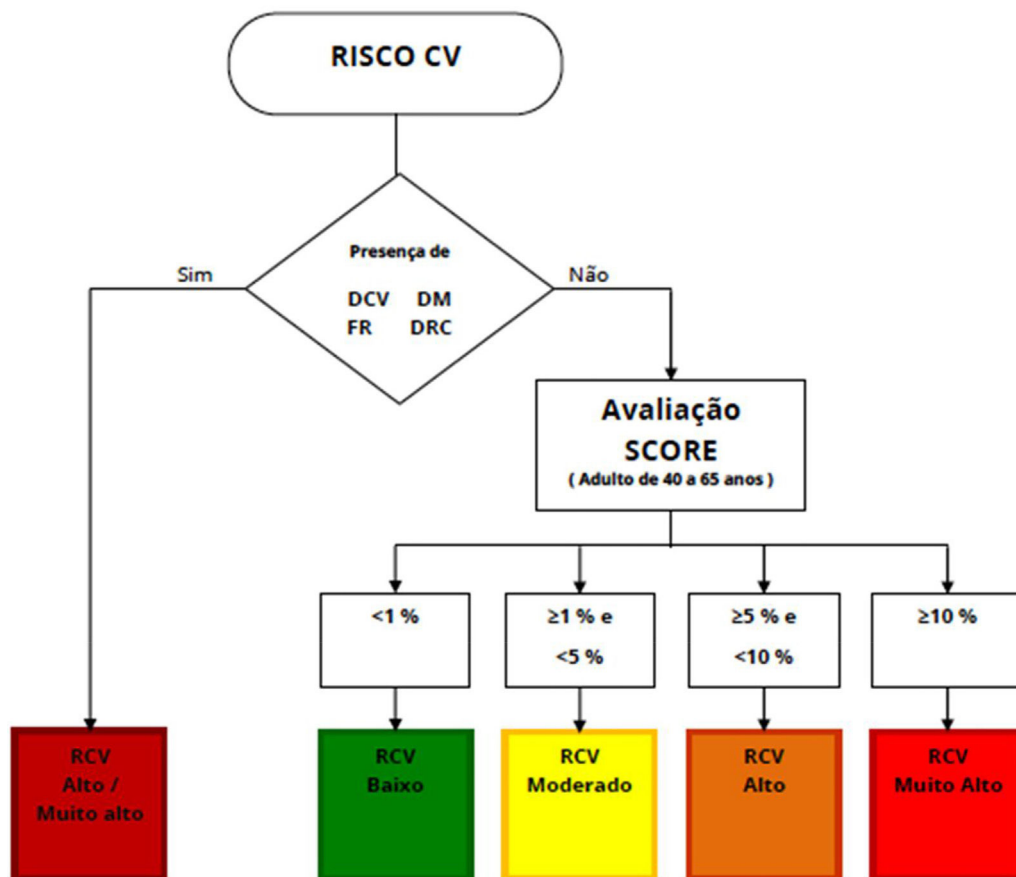 RISCO CV
Presença de
DCV DM
FR DRC
Sim
Não
Avaliação
SCORE
( Adulto de 40 a 65 anos )
<1 %
≥1 % e
<5 %
≥5 % e
<10 %
≥10 %
RCV
Alto /
Muito alto
RCV
Baixo
RCV
Moderado
RCV
Alto
RCV
Muito Alto